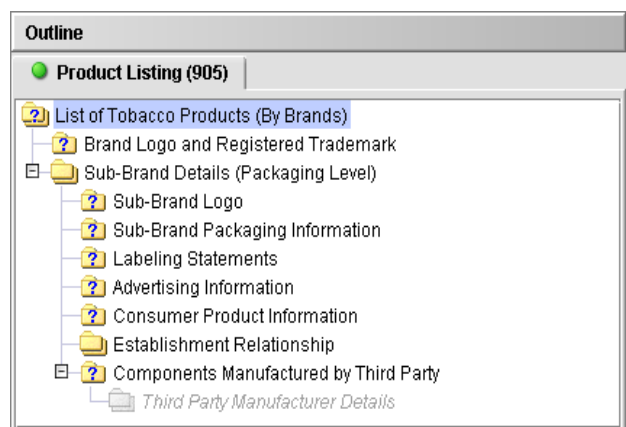 Outline
Product Listing (905)
List of Tobacco Products (By Brands)
Brand Logo and Registered Trademark
Sub-Brand Details (Packaging Level)
Sub-Brand Logo
Sub-Brand Packaging Information
Labeling Statements
Advertising Information
Consumer Product Information
Establishment Relationship
Components Manufactured by Third Party
Third Party Manufacturer Details